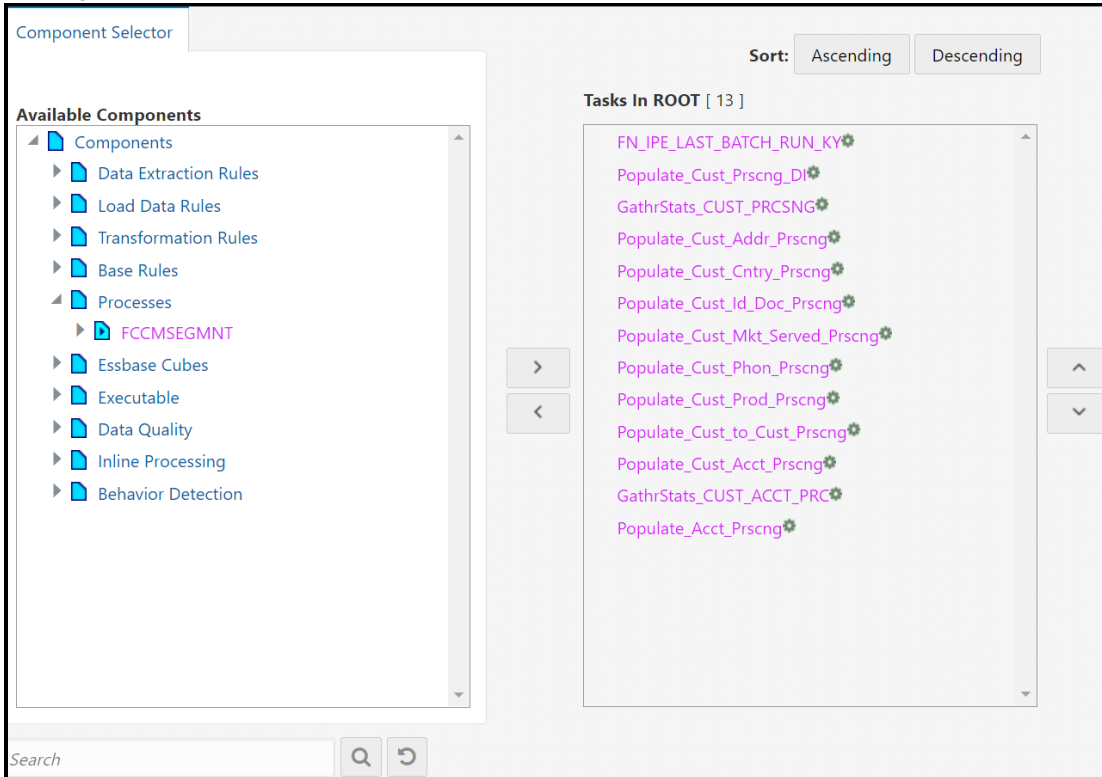 Component Selector
Sort: Ascending Descending
Available Components
Tasks In ROOT [ 13 ]
Components
Data Extraction Rules
Load Data Rules
Transformation Rules
Base Rules
Processes
FCCMSEGMNT
Essbase Cubes
Executable
Data Quality
Inline Processing
Behavior Detection
FN_IPE_LAST_BATCH_RUN_KY
Populate_Cust_Prscng_DI
GathrStats_CUST_PRCSNG
Populate_Cust_Addr_Prscng
Populate_Cust_Cntry_Prscng
Populate_Cust_Id_Doc_Prscng
Populate_Cust_Mkt_Served_Prscng
Populate_Cust_Phon_Prscng
Populate_Cust_Prod_Prscng
Populate_Cust_to_Cust_Prscng
Populate_Cust_Acct_Prscng
GathrStats_CUST_ACCT_PRC
Populate_Acct_Prscng
Search